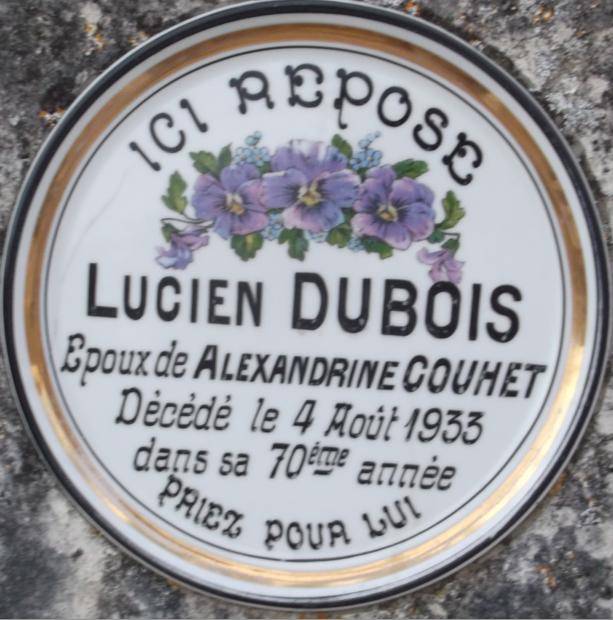 ICI REPOSE
LUCIEN DUBOIS
Epoux de ALEXANDRINE COUHET
Décédé le 4 Août 1933
dans sa 70ème année
PRIEZ POUR LUI